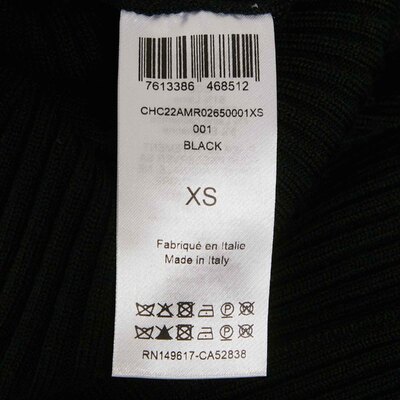 7613386 468512
CHC22AMR02650001XS
001
BLACK
XS
Fabriqué en Italie
Made in Italy
RN149617-CA52838